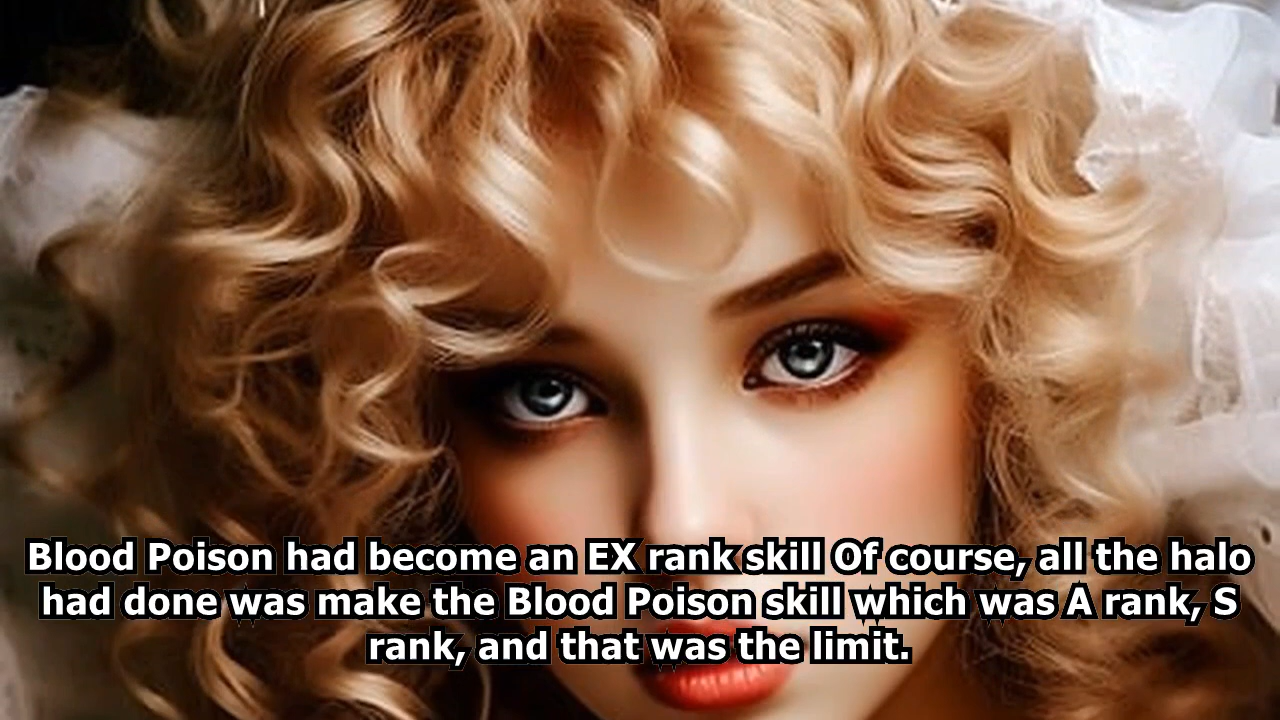 Blood Poison had become an EX rank skill Of course, all the halo
had done was make the Blood Poison skill which was A rank, S
rank, and that was the limit.